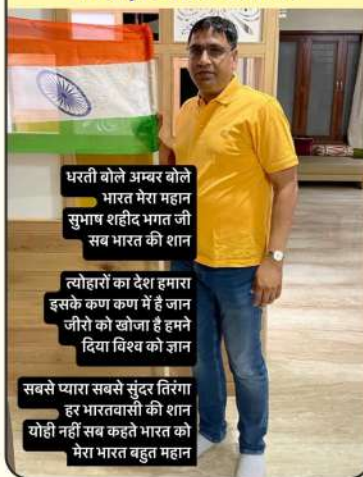 धरती बोले अम्बर बोले
भारत मेरा महान
सुभाष शहीद भगत जी
सब भारत की शान
त्योहारों का देश हमारा
इसके कण कण में है जान
जीरो को खोजा है हमने
दिया विश्व को ज्ञान
सबसे प्यारा सबसे सुंदर तिरंगा
हर भारतवासी की शान
योही नहीं सब कहते भारत को
मेरा भारत बहुत महान